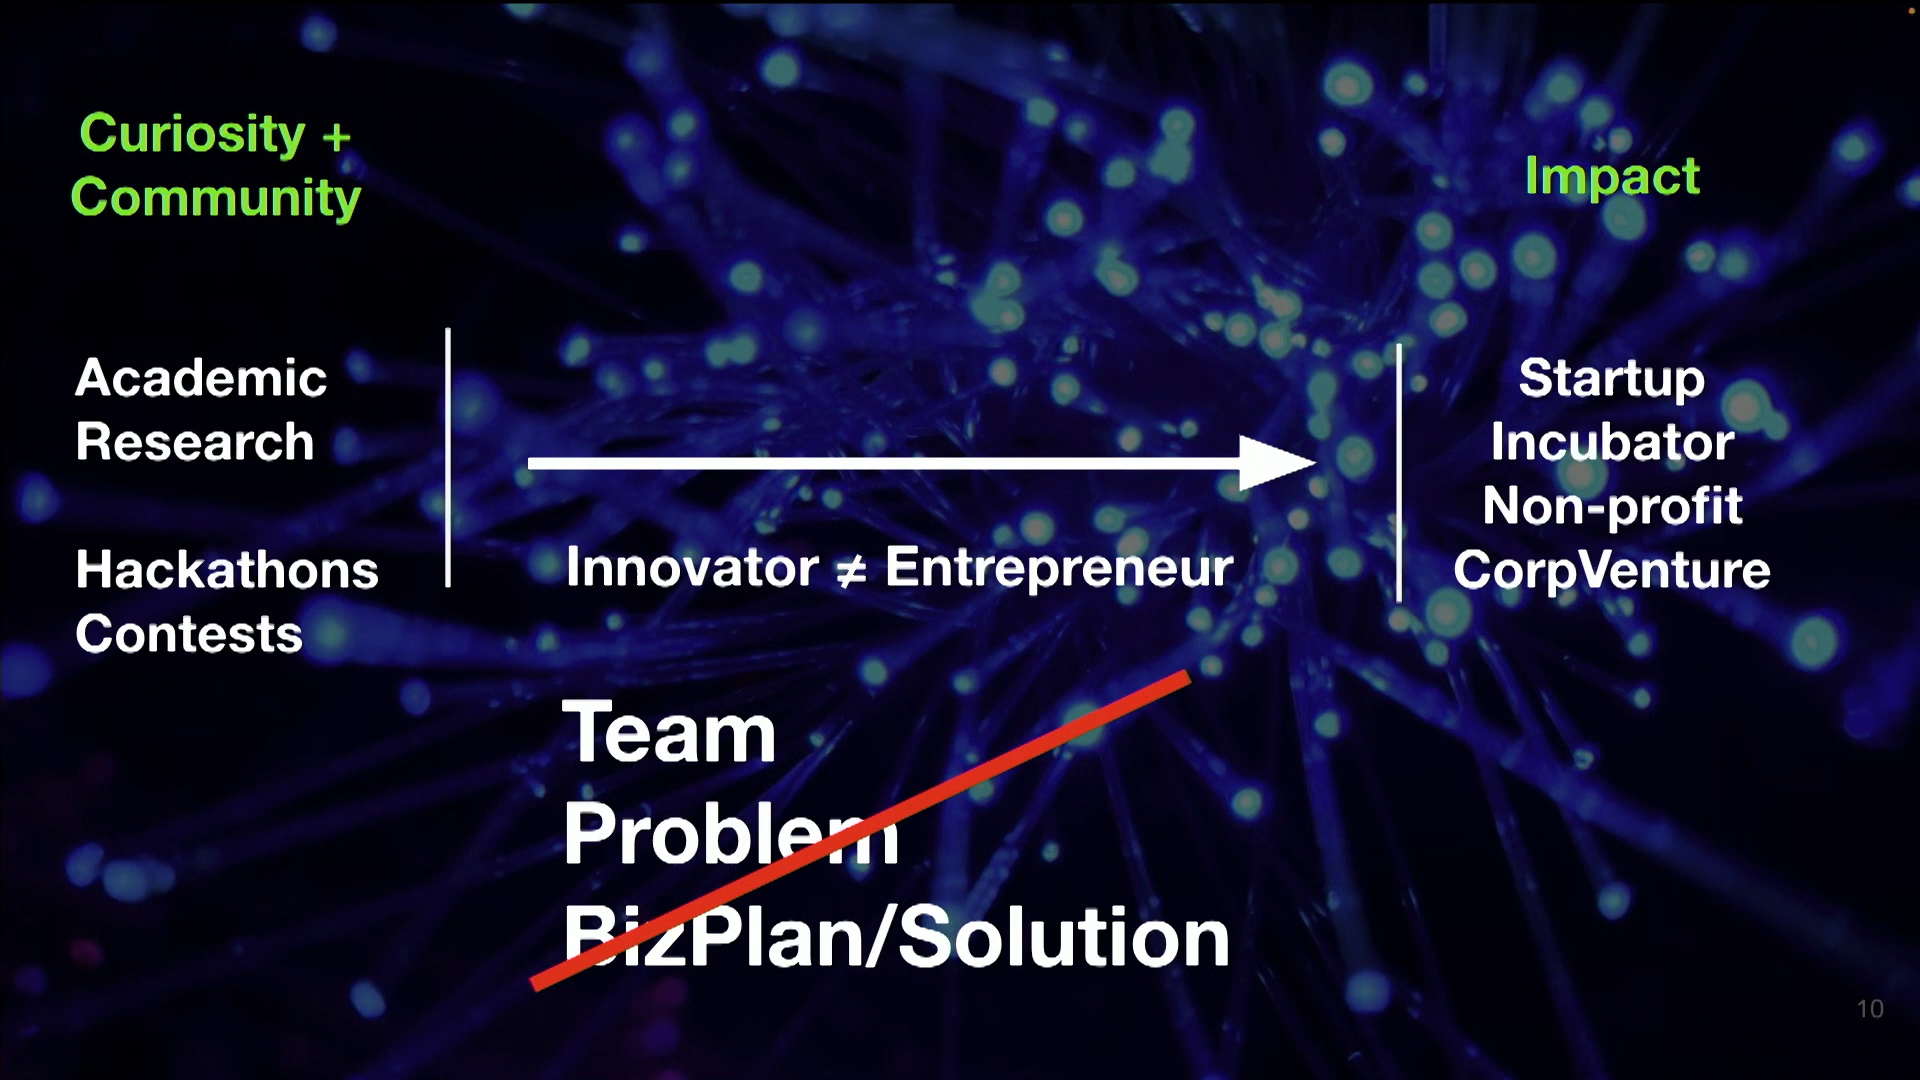 Curiosity +
Community
Impact
Academic
Research
Hackathons
Contests
Innovator ≠ Entrepreneur
Startup
Incubator
Non-profit
CorpVenture
Team
Problem
BizPlan/Solution
10